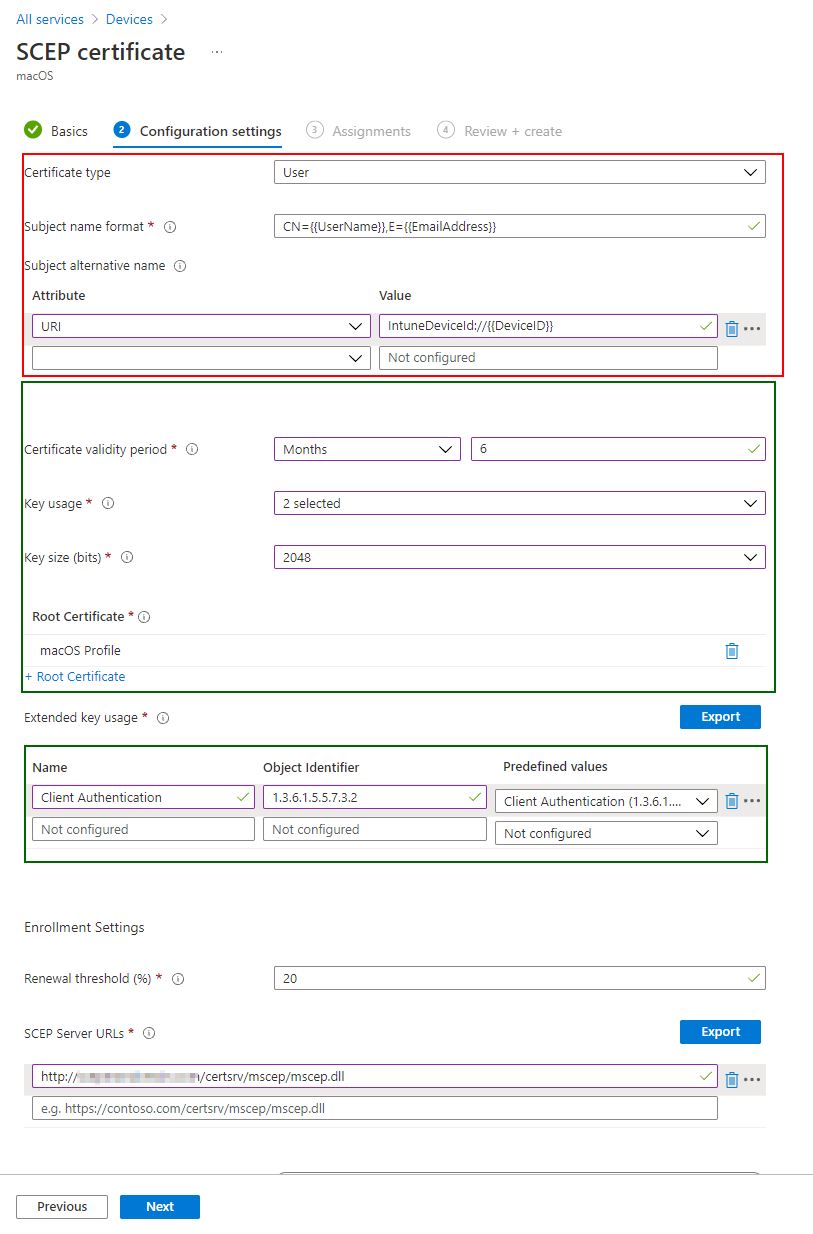 All services > Devices >
SCEP certificate ...
macOS
Basics 2 Configuration settings 3 Assignments 4 Review + create
Certificate type User
Subject name format * CN={{UserName}},E={{EmailAddress}}
Subject alternative name
Attribute Value
URI IntuneDeviceId://{{DeviceID}}
Not configured
Certificate validity period * Months 6
Key usage * 2 selected
Key size (bits) * 2048
Root Certificate *
macOS Profile
+ Root Certificate
Extended key usage * Export
Name Object Identifier Predefined values
Client Authentication 1.3.6.1.5.5.7.3.2 Client Authentication (1.3.6.1....
Not configured Not configured Not configured
Enrollment Settings
Renewal threshold (%) * 20
SCEP Server URLs * Export
http:// /certsrv/mscep/mscep.dll
e.g. https://contoso.com/certsrv/mscep/mscep.dll
Previous Next